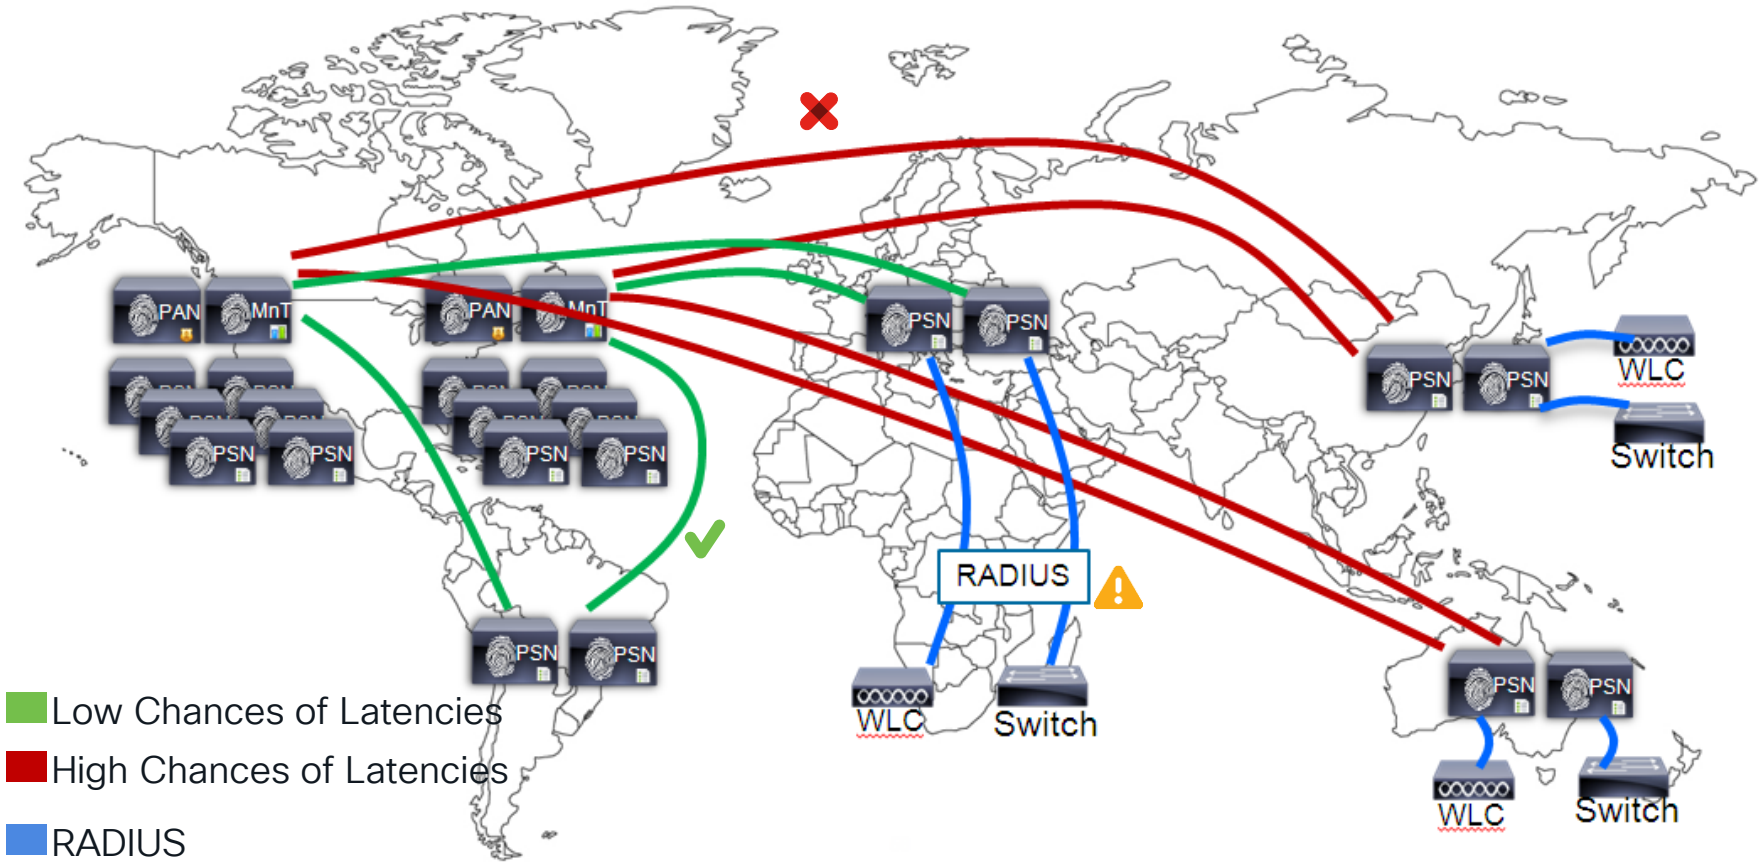 PAN
MnT
PAN
MnT
PSN
PSN
PSN
PSN
WLC
PSN
PSN
PSN
PSN
PSN
PSN
Switch
RADIUS
PSN
PSN
PSN
PSN
WLC
Switch
Low Chances of Latencies
High Chances of Latencies
WLC
Switch
RADIUS